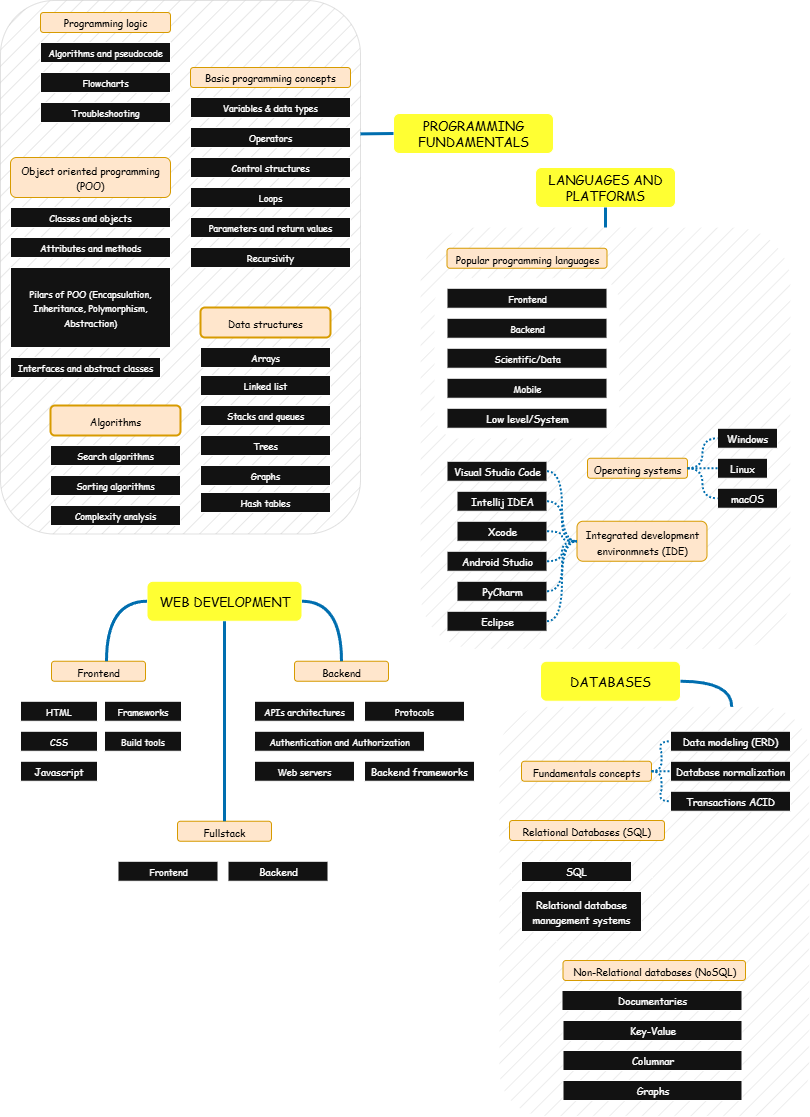 Programming logic
Algorithms and pseudocode
Flowcharts
Troubleshooting
Basic programming concepts
Variables & data types
Operators
Control structures
Loops
Parameters and return values
Recursivity
Object oriented programming
(POO)
Classes and objects
Attributes and methods
Pilars of POO (Encapsulation,
Inheritance, Polymorphism,
Abstraction)
Interfaces and abstract classes
Data structures
Arrays
Linked list
Stacks and queues
Trees
Graphs
Hash tables
Algorithms
Search algorithms
Sorting algorithms
Complexity analysis
PROGRAMMING
FUNDAMENTALS
LANGUAGES AND
PLATFORMS
Popular programming languages
Frontend
Backend
Scientific/Data
Mobile
Low level/System
Operating systems
Windows
Linux
macOS
Visual Studio Code
Intellij IDEA
Xcode
Android Studio
PyCharm
Eclipse
Integrated development
environmnets (IDE)
WEB DEVELOPMENT
Frontend
HTML
Frameworks
CSS
Build tools
Javascript
Backend
APIs architectures
Protocols
Authentication and Authorization
Web servers
Backend frameworks
Fullstack
Frontend
Backend
DATABASES
Fundamentals concepts
Data modeling (ERD)
Database normalization
Transactions ACID
Relational Databases (SQL)
SQL
Relational database
management systems
Non-Relational databases (NoSQL)
Documentaries
Key-Value
Columnar
Graphs